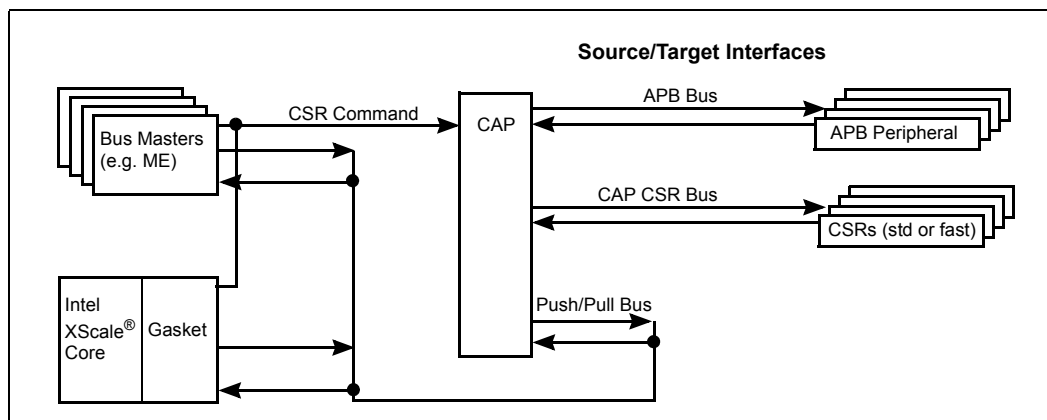 Source/Target Interfaces
Bus Masters
(e.g. ME)
CSR Command
CAP
APB Bus
APB Peripheral
CAP CSR Bus
CSRs (std or fast)
Intel
XScale®
Core
Gasket
Push/Pull Bus